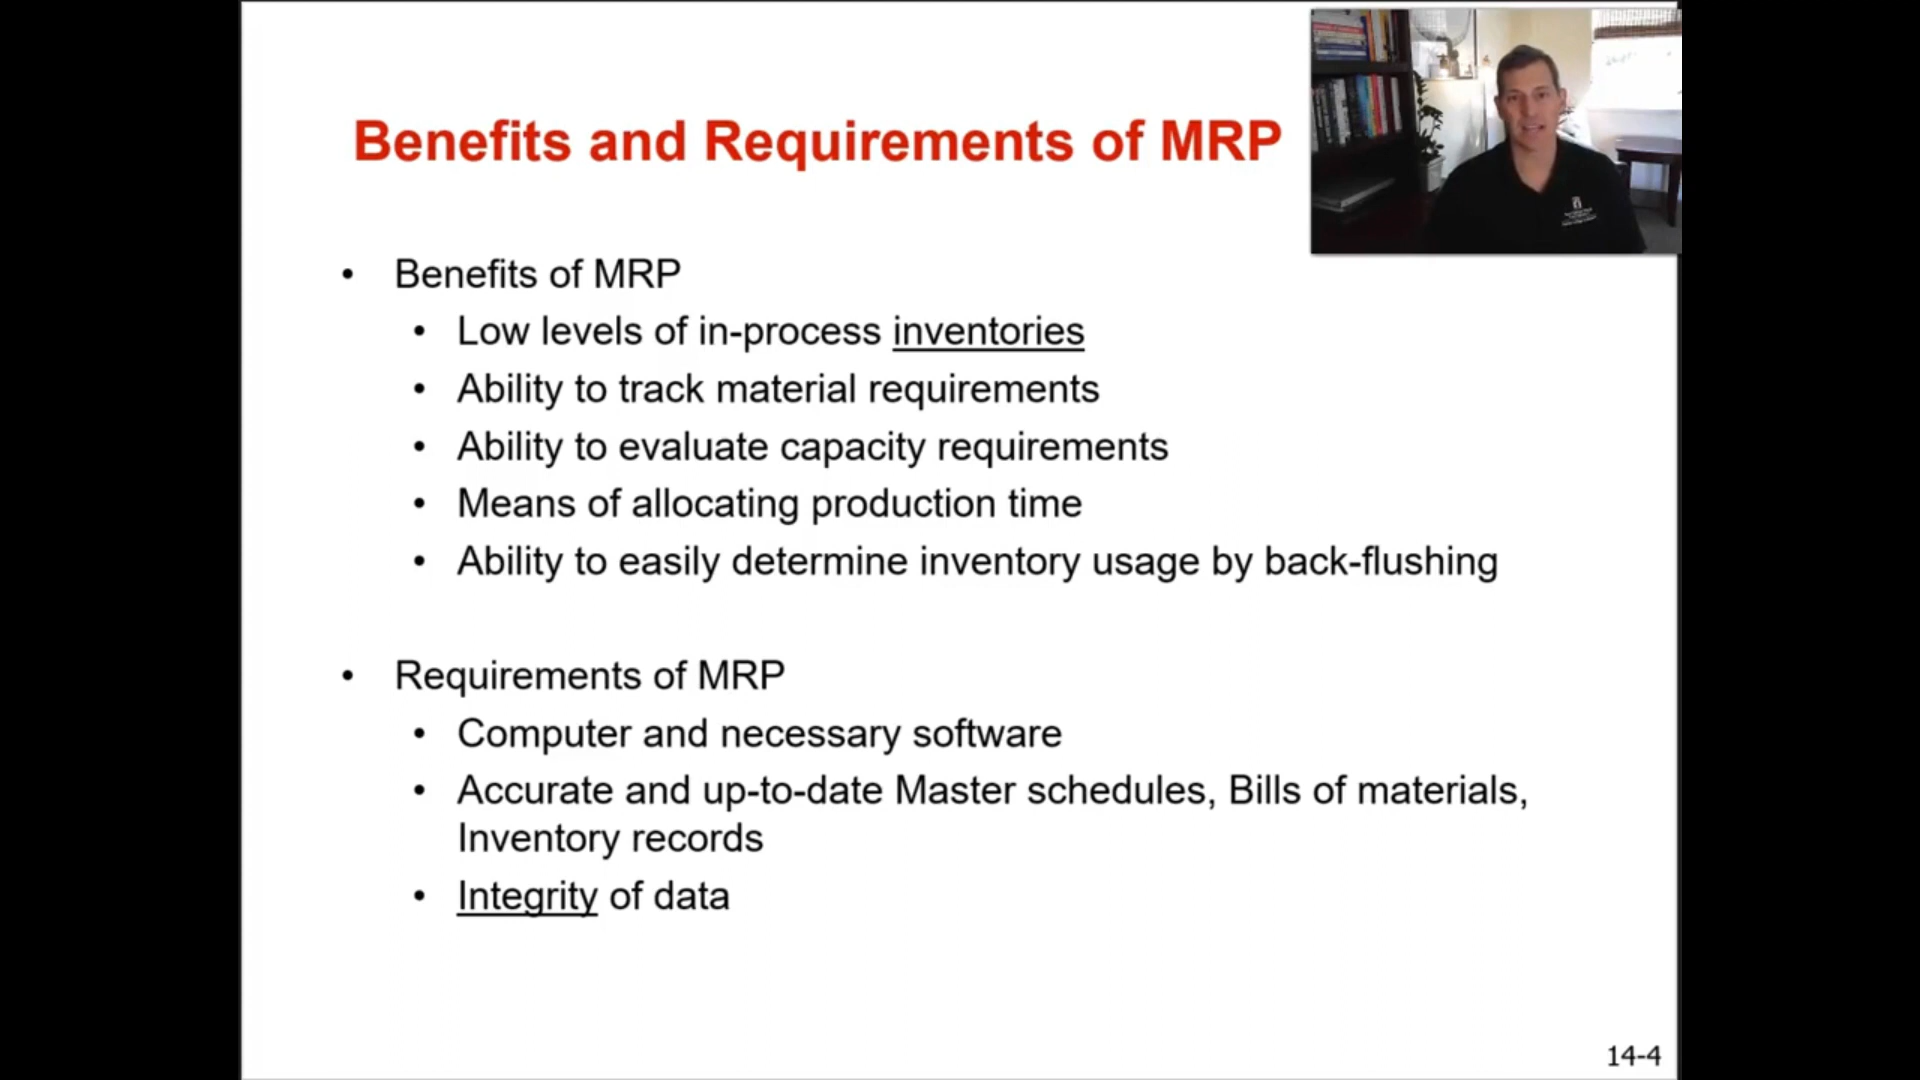 Benefits and Requirements of MRP
• Benefits of MRP
• Low levels of in-process inventories
• Ability to track material requirements
• Ability to evaluate capacity requirements
• Means of allocating production time
• Ability to easily determine inventory usage by back-flushing
• Requirements of MRP
• Computer and necessary software
• Accurate and up-to-date Master schedules, Bills of materials,
Inventory records
• Integrity of data
14-4